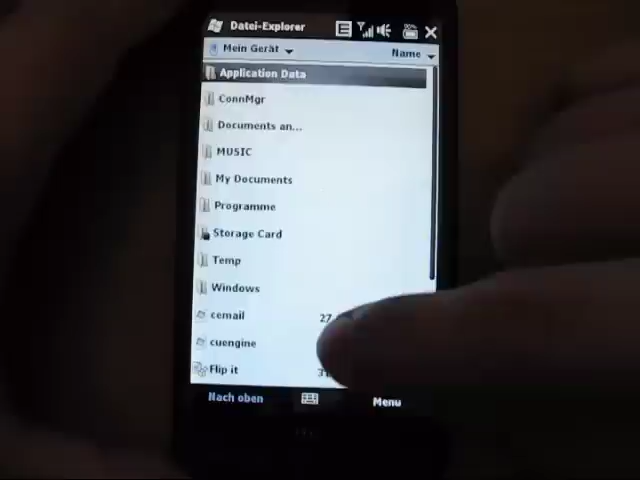 Datei-Explorer
Mein Gerät
Name
Application Data
ConnMgr
Documents an...
MUSIC
My Documents
Programme
Storage Card
Temp
Windows
cemail
27
cuengine
Flip it
Nach oben
Menu